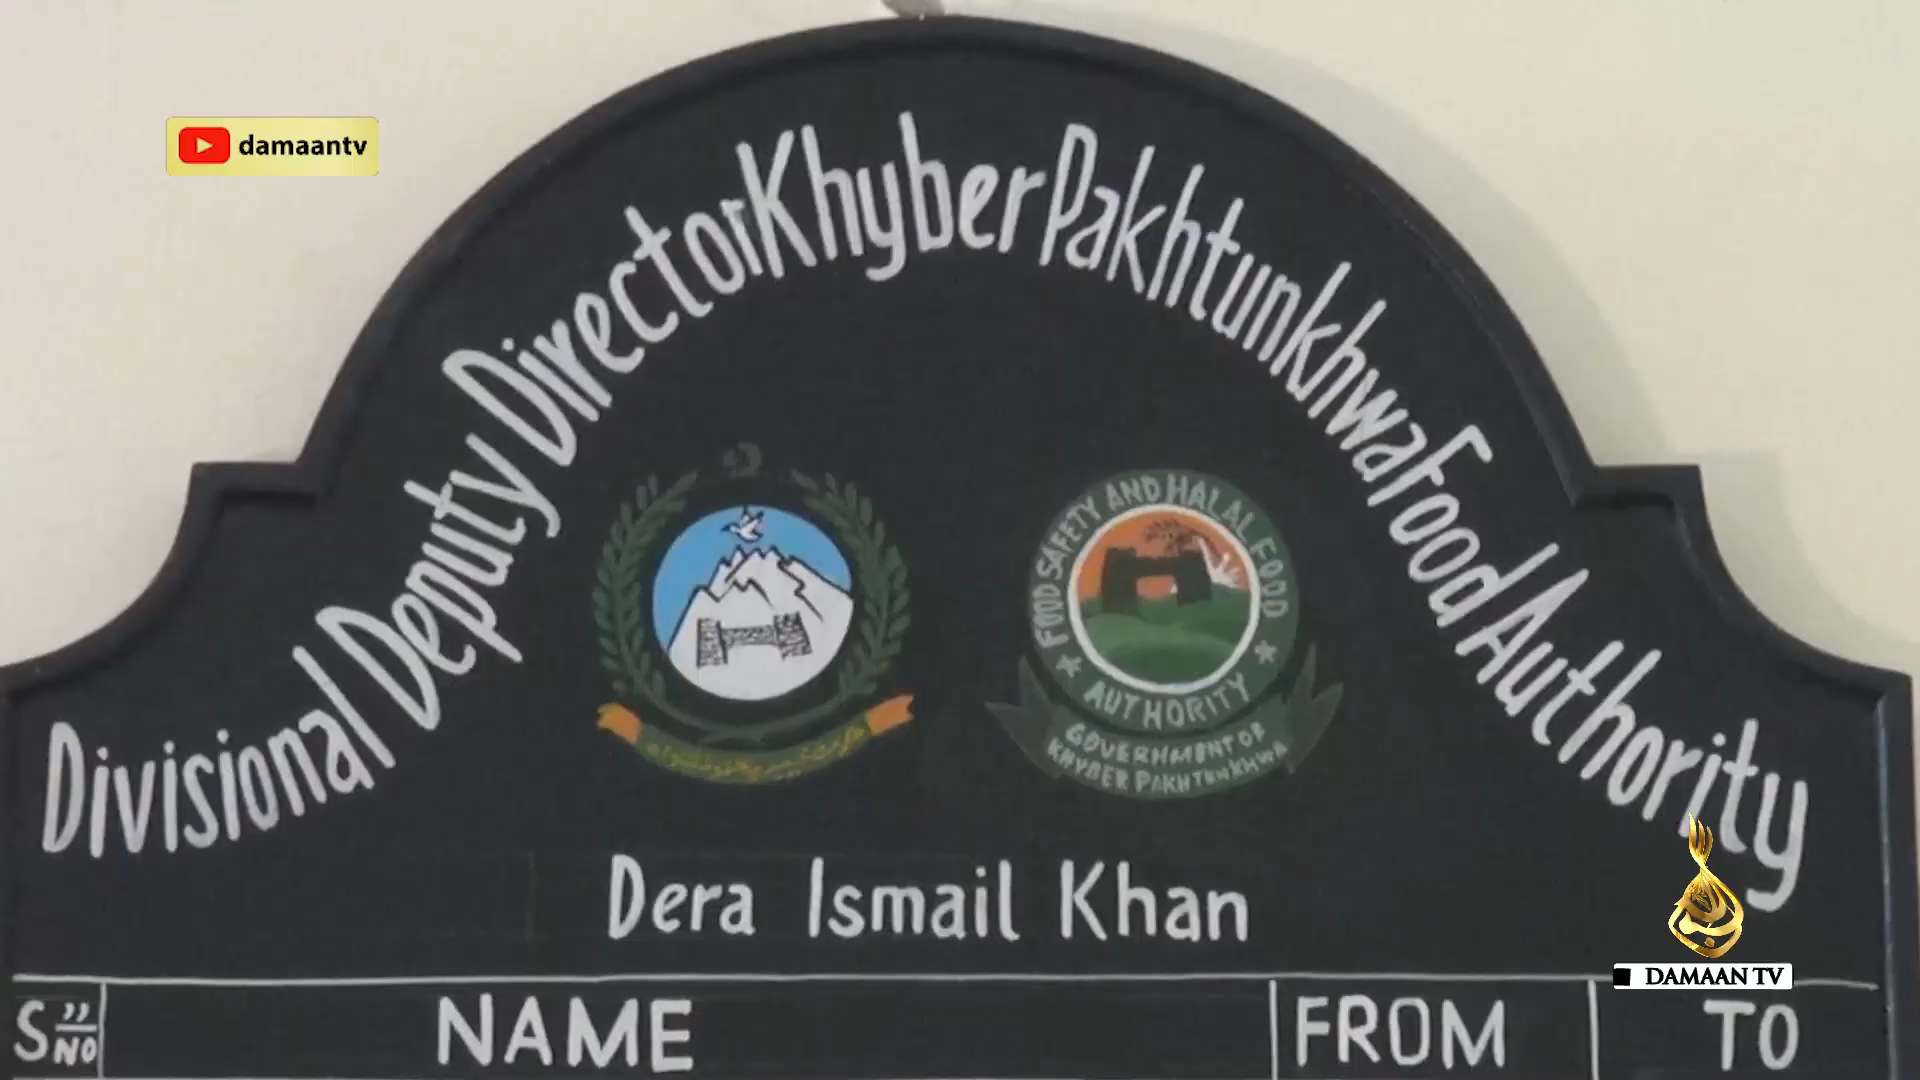 damaantv
Divisional Deputy Director Khyber Pakhtunkhwa Food Authority
FOOD SAFETY AND HALAL FOOD
AUTHORITY
GOVERNMENT OF
KHYBER PAKHTUNKHWA
Dera Ismail Khan
DAMAAN TV
S NO NAME FROM TO